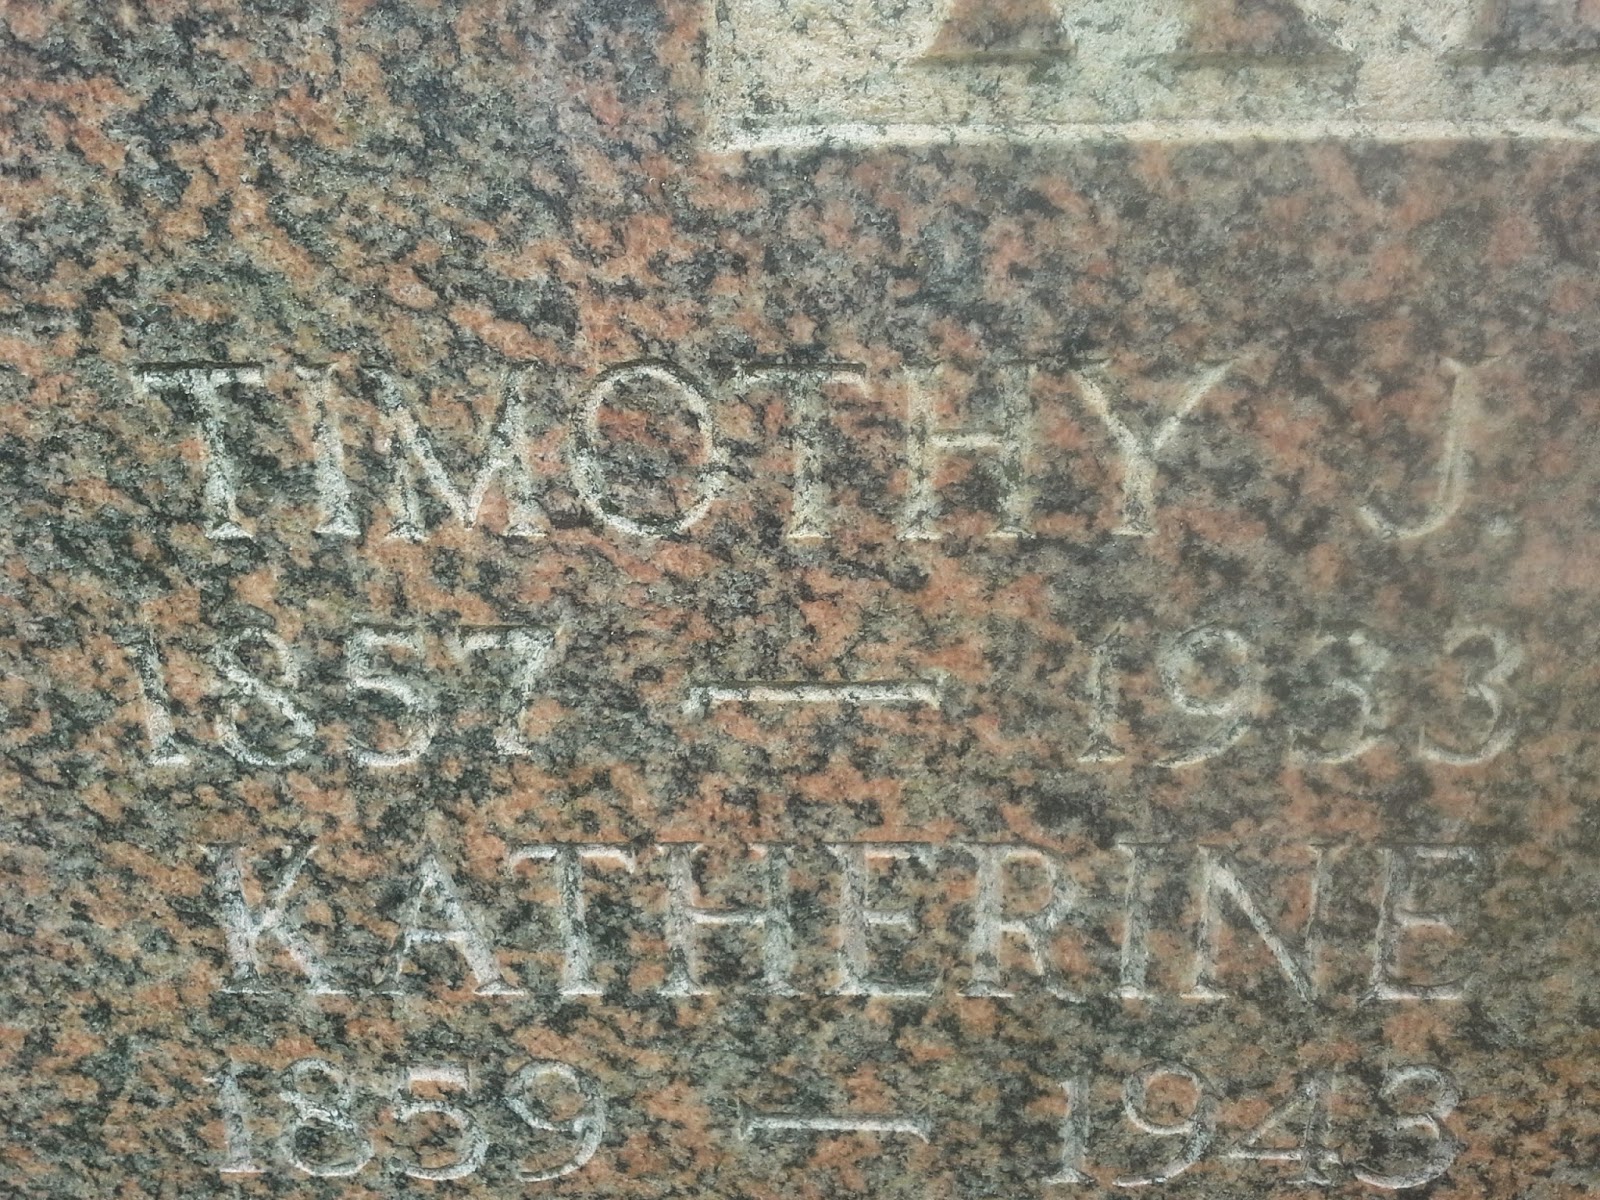 TIMOTHY J.
1857 — 1933
KATHERINE
1859 — 1943